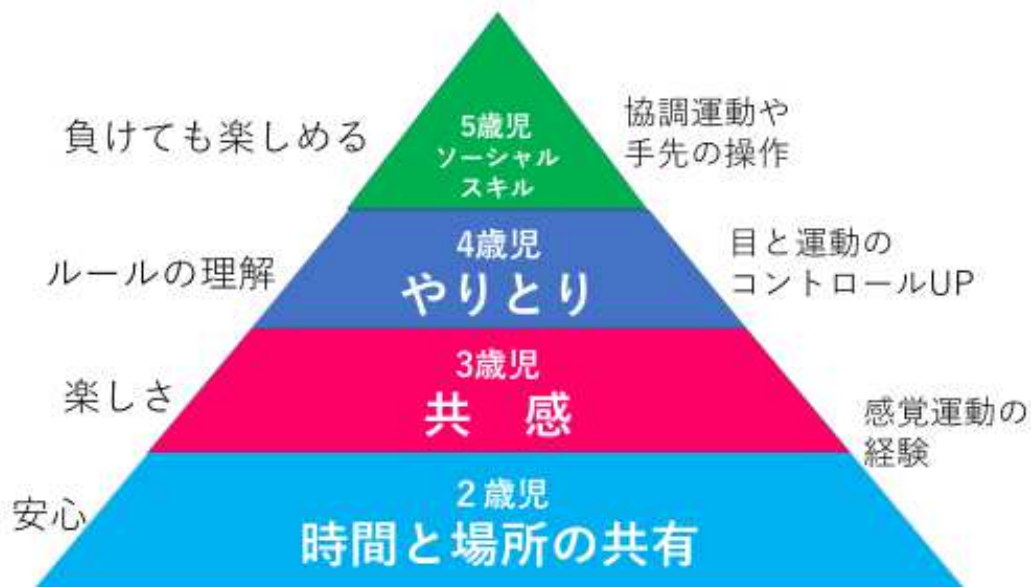 負けても楽しめる
5歳児
ソーシャル
スキル
協調運動や
手先の操作
ルールの理解
4歳児
やりとり
目と運動の
コントロールUP
楽しさ
3歳児
共　感
感覚運動の
経験
安心
２歳児
時間と場所の共有